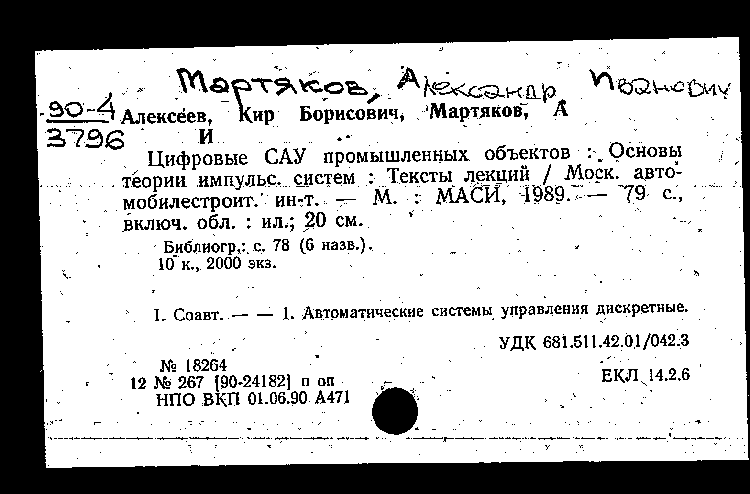 Мартяков, Александр Иванович
90-4
3796
Алексеев, Кир Борисович, Мартяков, А
И
Цифровые САУ промышленных объектов : Основы
теории импульс. систем : Тексты лекций / Моск. авто-
мобилестроит. ин-т. — М. : МАСИ, 1989. — 79 с.,
включ. обл. : ил.; 20 см.
Библиогр.: с. 78 (6 назв.).
10 к., 2000 экз.
I. Соавт. — — 1. Автоматические системы управления дискретные.
УДК 681.511.42.01/042.3
№ 18264
12 № 267 [90-24182] п оп
ЕКЛ 14.2.6
НПО ВКП 01.06.90 А471